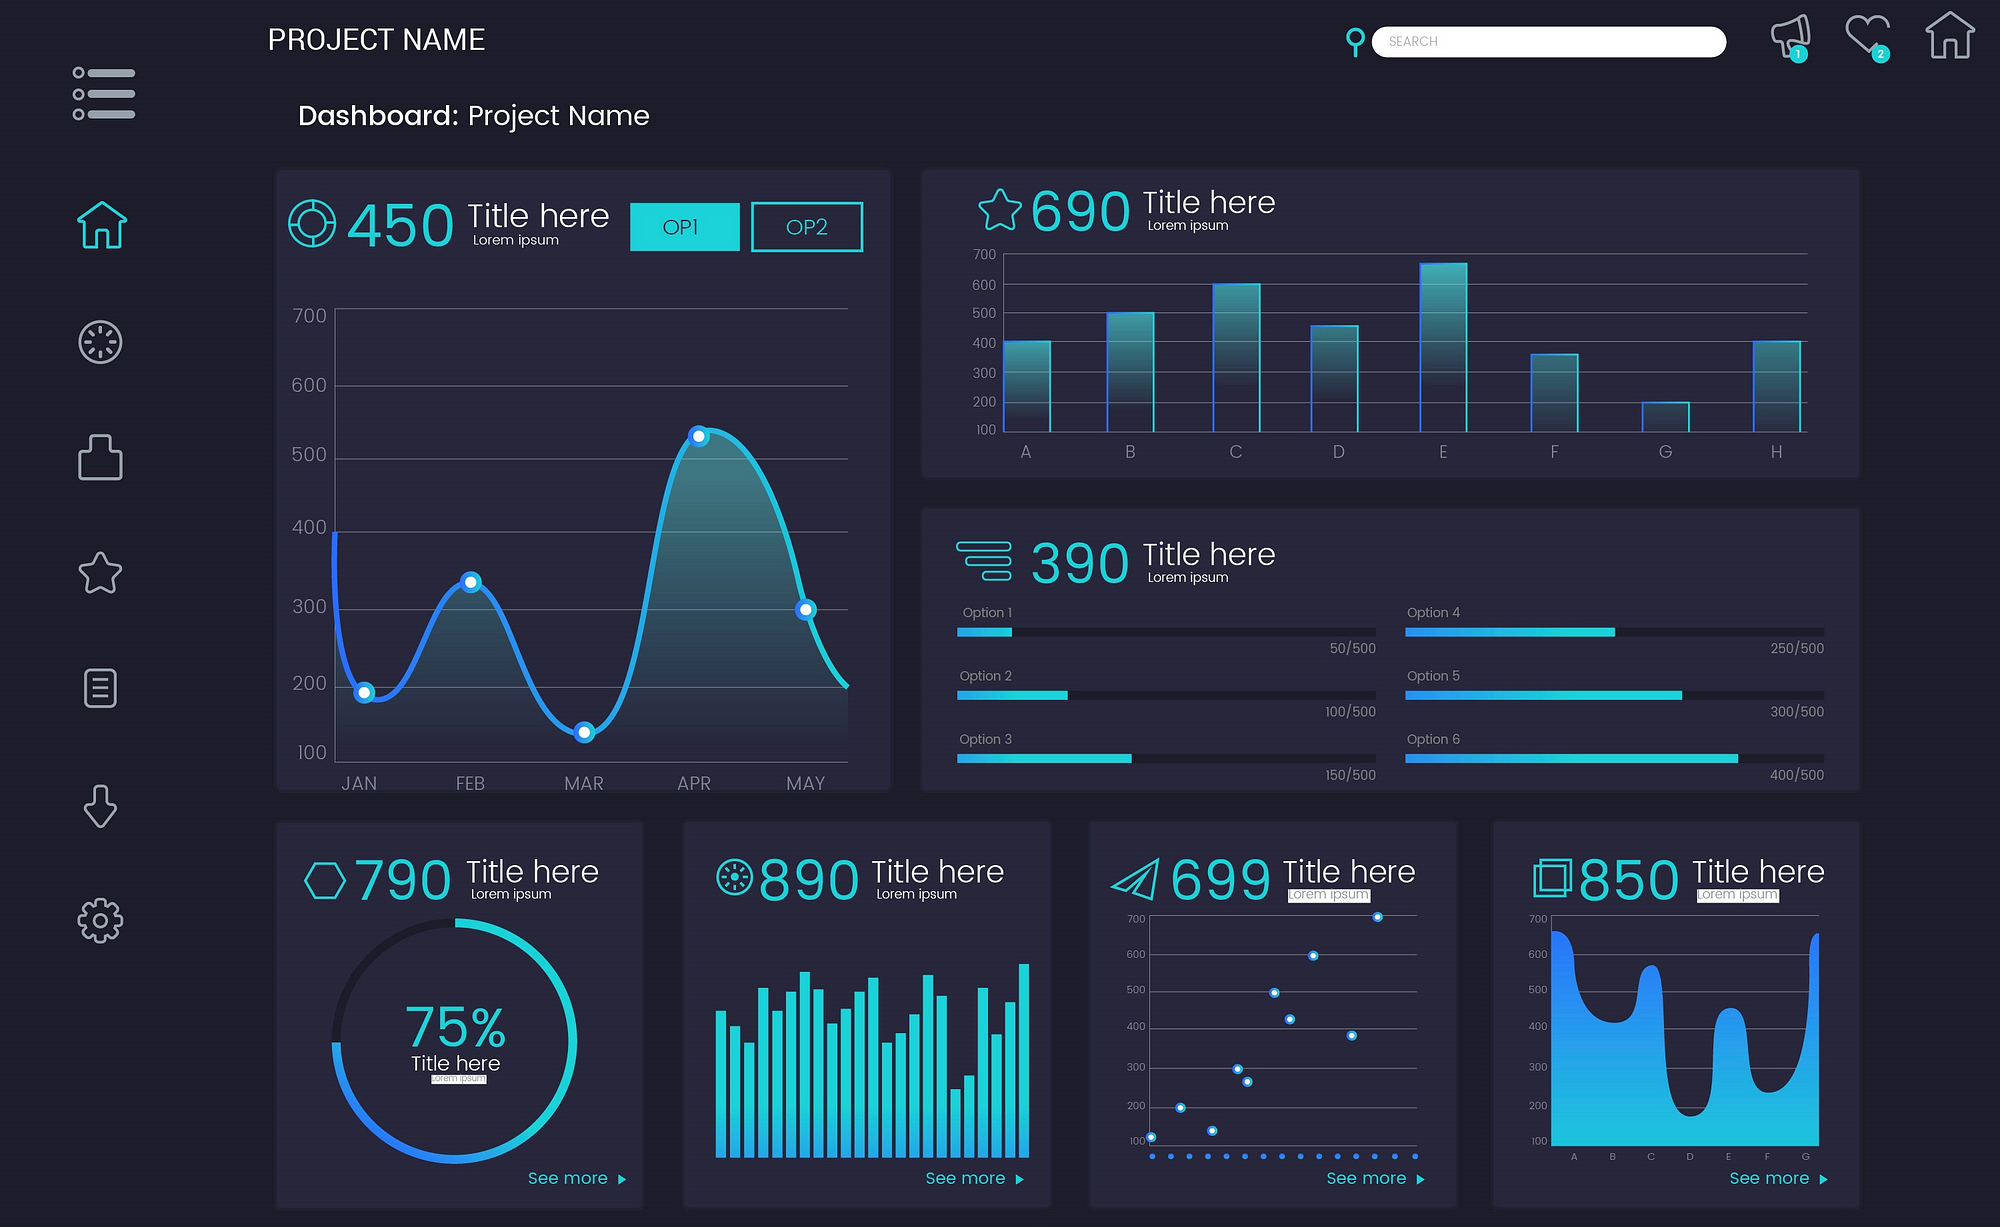 PROJECT NAME
SEARCH
1
2
Dashboard: Project Name
450 Title here
Lorem ipsum
OP1
OP2
700
600
500
400
300
200
100
JAN FEB MAR APR MAY
690 Title here
Lorem ipsum
700
600
500
400
300
200
100
A B C D E F G H
390 Title here
Lorem ipsum
Option 1
50/500
Option 2
100/500
Option 3
150/500
Option 4
250/500
Option 5
300/500
Option 6
400/500
790 Title here
Lorem ipsum
75%
Title here
Lorem ipsum
See more
890 Title here
Lorem ipsum
See more
699 Title here
Lorem ipsum
700
600
500
400
300
200
100
See more
850 Title here
Lorem ipsum
700
600
500
400
300
200
100
A B C D E F G
See more